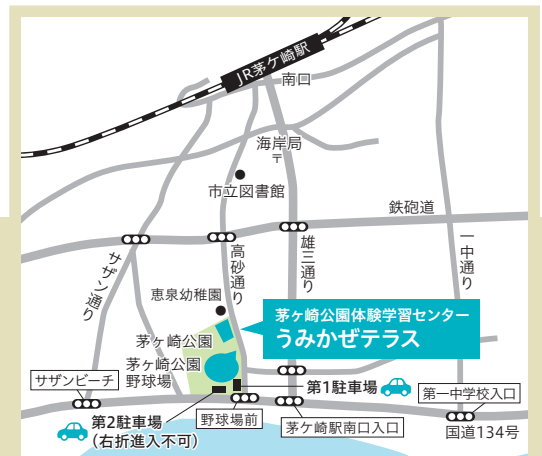 JR茅ケ崎駅
南口
海岸局
〒
市立図書館
鉄砲道
サザン通り
高砂通り
雄三通り
一中通り
恵泉幼稚園
茅ヶ崎公園体験学習センター
うみかぜテラス
茅ヶ崎公園
茅ヶ崎公園
野球場
サザンビーチ
第1駐車場
第一中学校入口
第2駐車場
(右折進入不可)
野球場前
茅ケ崎駅南口入口
国道134号